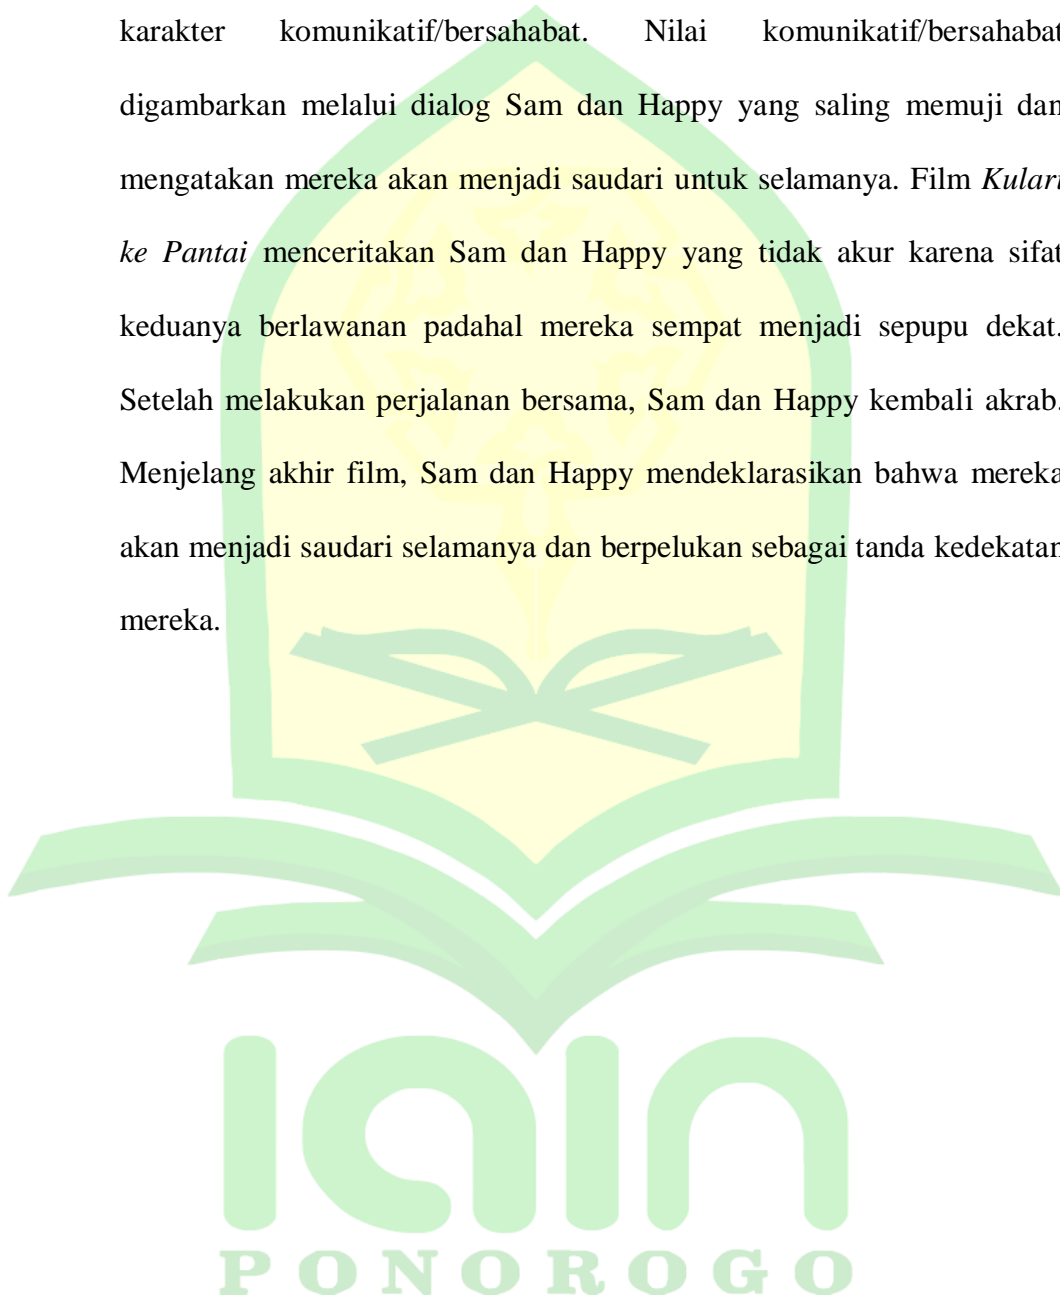 karakter komunikatif/bersahabat. Nilai komunikatif/bersahabat
digambarkan melalui dialog Sam dan Happy yang saling memuji dan
mengatakan mereka akan menjadi saudari untuk selamanya. Film Kulari
ke Pantai menceritakan Sam dan Happy yang tidak akur karena sifat
keduanya berlawanan padahal mereka sempat menjadi sepupu dekat.
Setelah melakukan perjalanan bersama, Sam dan Happy kembali akrab.
Menjelang akhir film, Sam dan Happy mendeklarasikan bahwa mereka
akan menjadi saudari selamanya dan berpelukan sebagai tanda kedekatan
mereka.
iain
PONOROGO